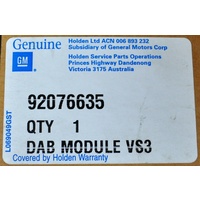 Genuine
GM
Holden Ltd ACN 006 893 232
Subsidiary of General Motors Corp
Holden Service Parts Operations
Princes Highway Dandenong
Victoria 3175 Australia
L069049GST
92076635
QTY 1
DAB MODULE VS3
Covered by Holden Warranty